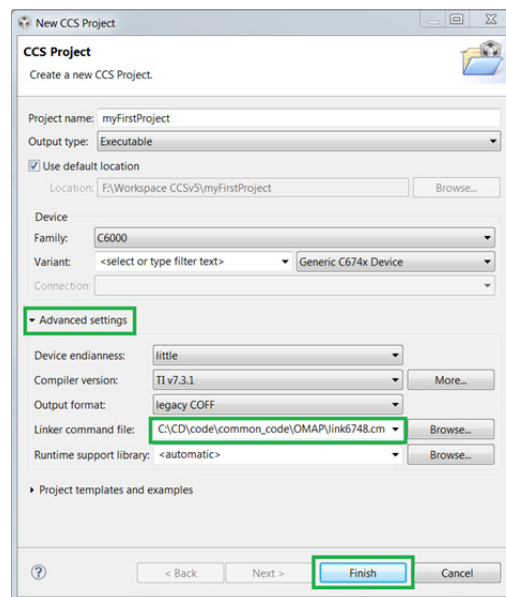 New CCS Project
CCS Project
Create a new CCS Project.
Project name: myFirstProject
Output type: Executable
Use default location
Location: F:\Workspace CCSv5\myFirstProject Browse...
Device
Family: C6000
Variant: <select or type filter text> Generic C674x Device
Connection:
Advanced settings
Device endianness: little
Compiler version: TI v7.3.1 More...
Output format: legacy COFF
Linker command file: C:\CD\code\common_code\OMAP\link6748.cm Browse...
Runtime support library: <automatic> Browse...
Project templates and examples
? < Back Next > Finish Cancel